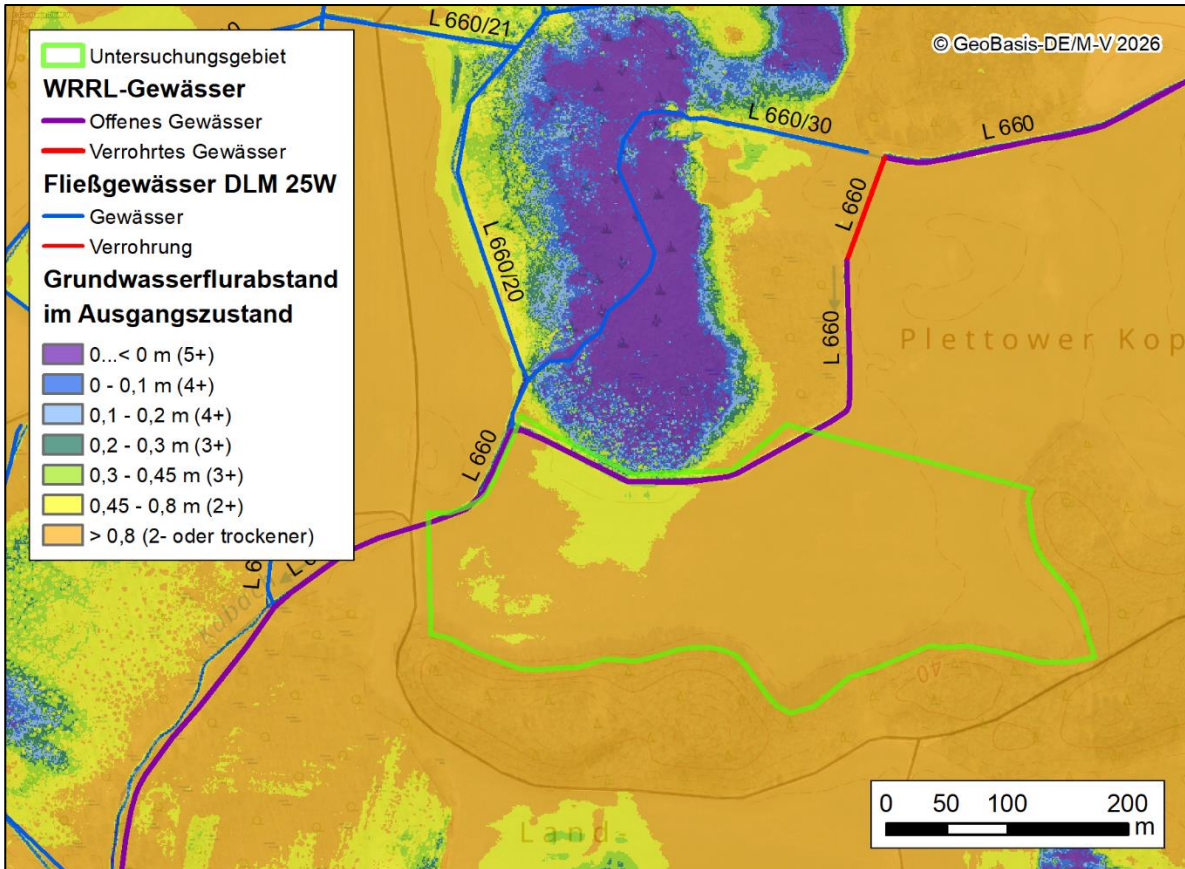 L 660/21
© GeoBasis-DE/M-V 2026
Untersuchungsgebiet
WRRL-Gewässer
Offenes Gewässer
Verrohrtes Gewässer
Fließgewässer DLM 25W
Gewässer
Verrohrung
Grundwasserflurabstand
im Ausgangszustand
0...< 0 m (5+)
0 - 0,1 m (4+)
0,1 - 0,2 m (4+)
0,2 - 0,3 m (3+)
0,3 - 0,45 m (3+)
0,45 - 0,8 m (2+)
> 0,8 (2- oder trockener)
L 660/30
L 660
L 660
L 660/20
L 660
Plettower Kop
L 660
40
Land
0 50 100 200
m